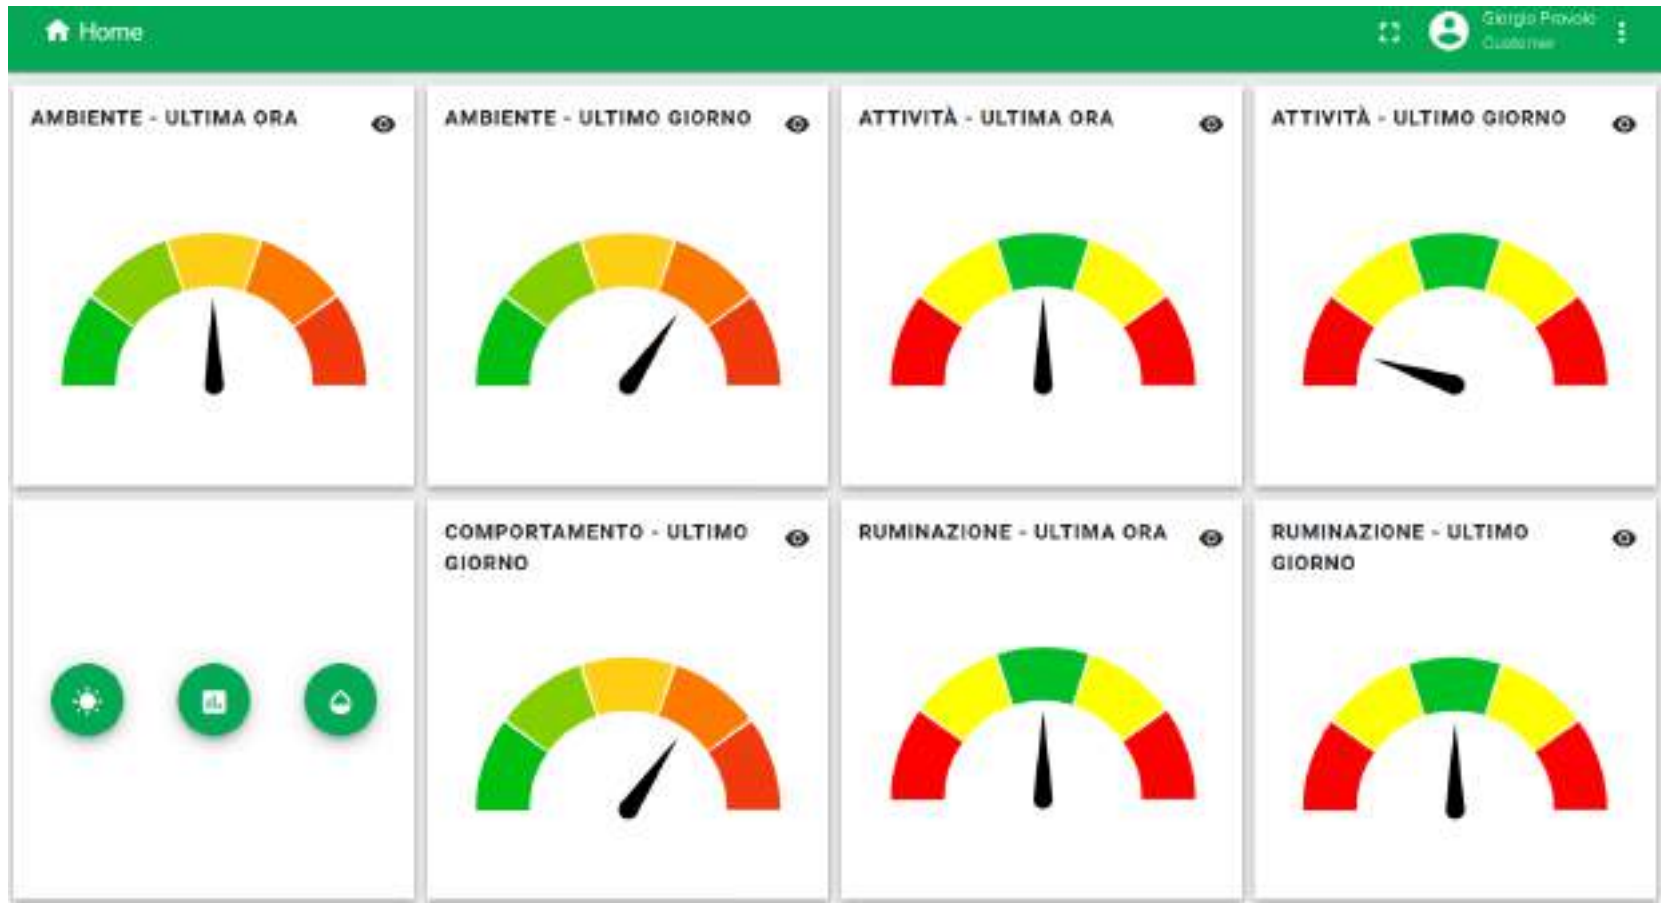 Home
Giorgio Provolo
Customer
AMBIENTE - ULTIMA ORA
AMBIENTE - ULTIMO GIORNO
ATTIVITÀ - ULTIMA ORA
ATTIVITÀ - ULTIMO GIORNO
COMPORTAMENTO - ULTIMO
GIORNO
RUMINAZIONE - ULTIMA ORA
RUMINAZIONE - ULTIMO
GIORNO